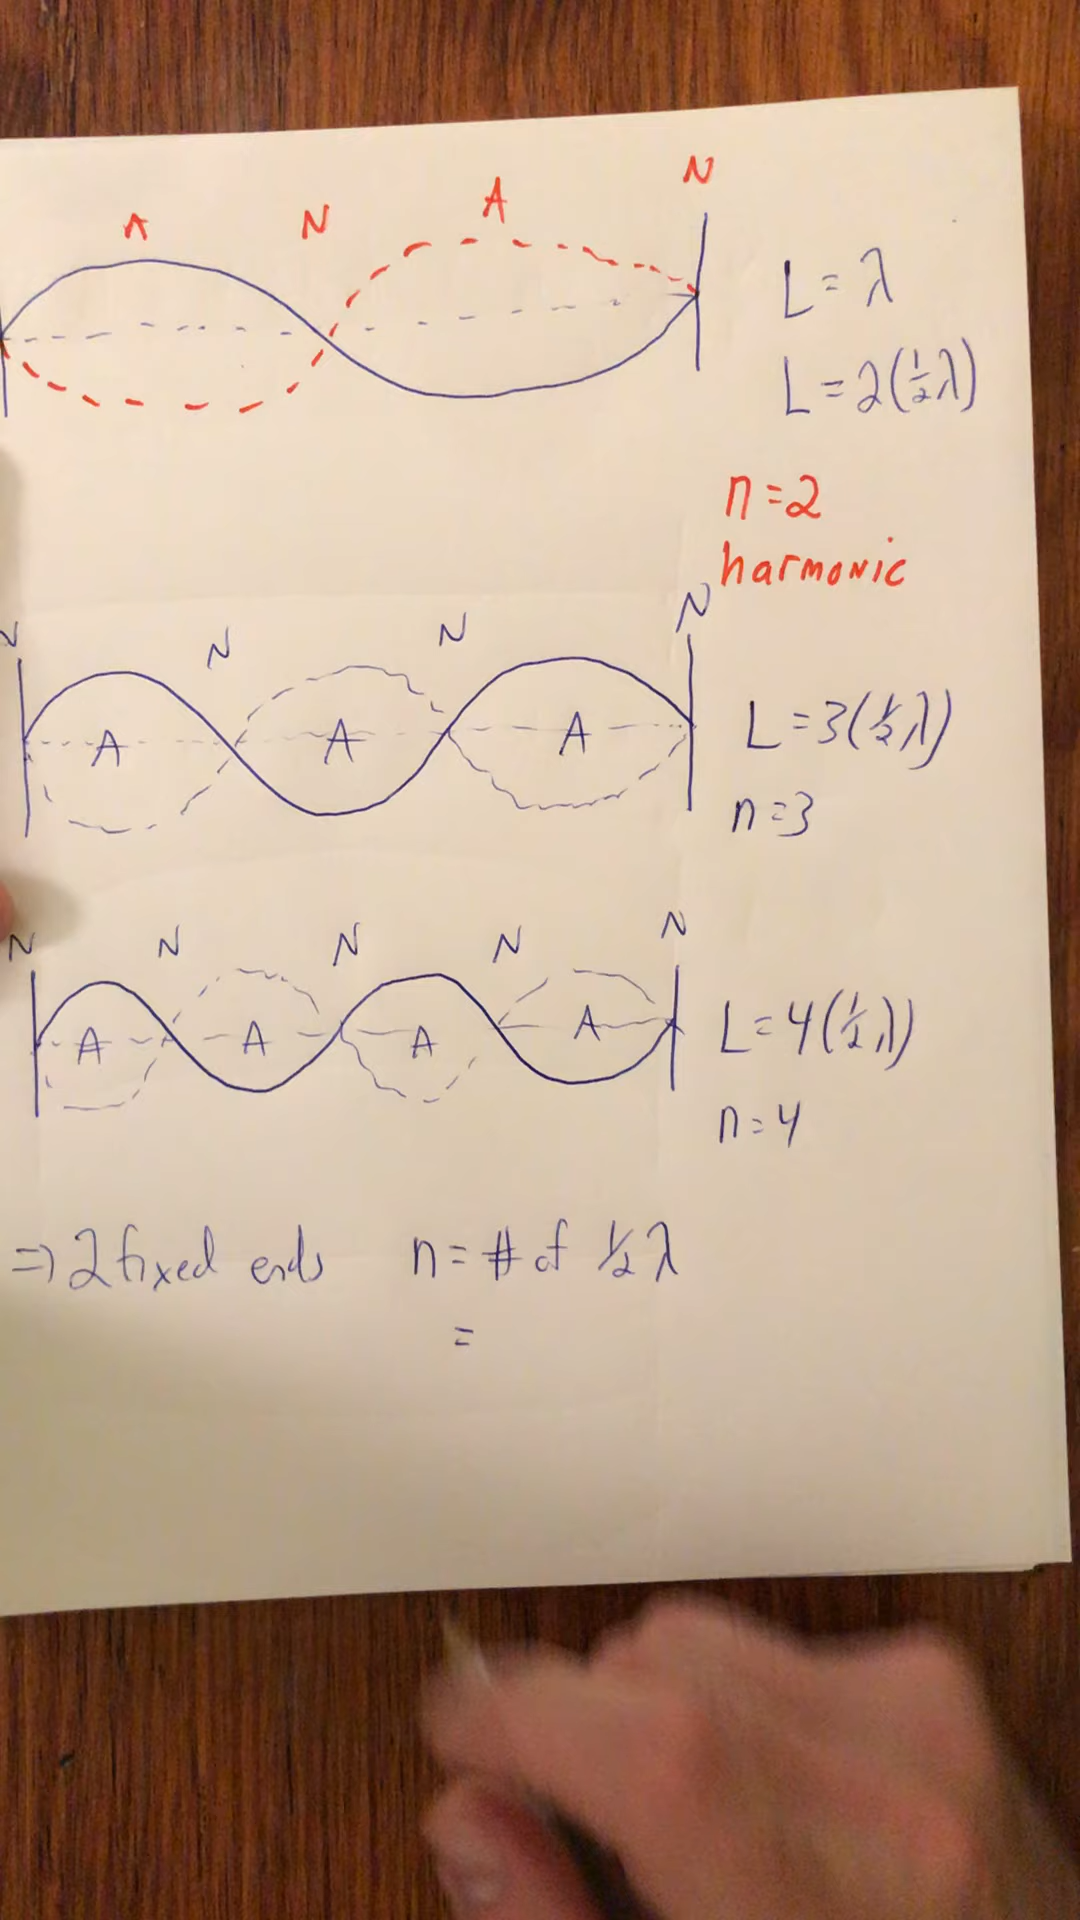 A N A N
L = λ
L = 2(½λ)
n = 2
harmonic
N N N N
A A A
L = 3(½λ)
n = 3
N N N N N
A A A A
L = 4(½λ)
n = 4
⇒ 2 fixed ends n = # of ½λ
=